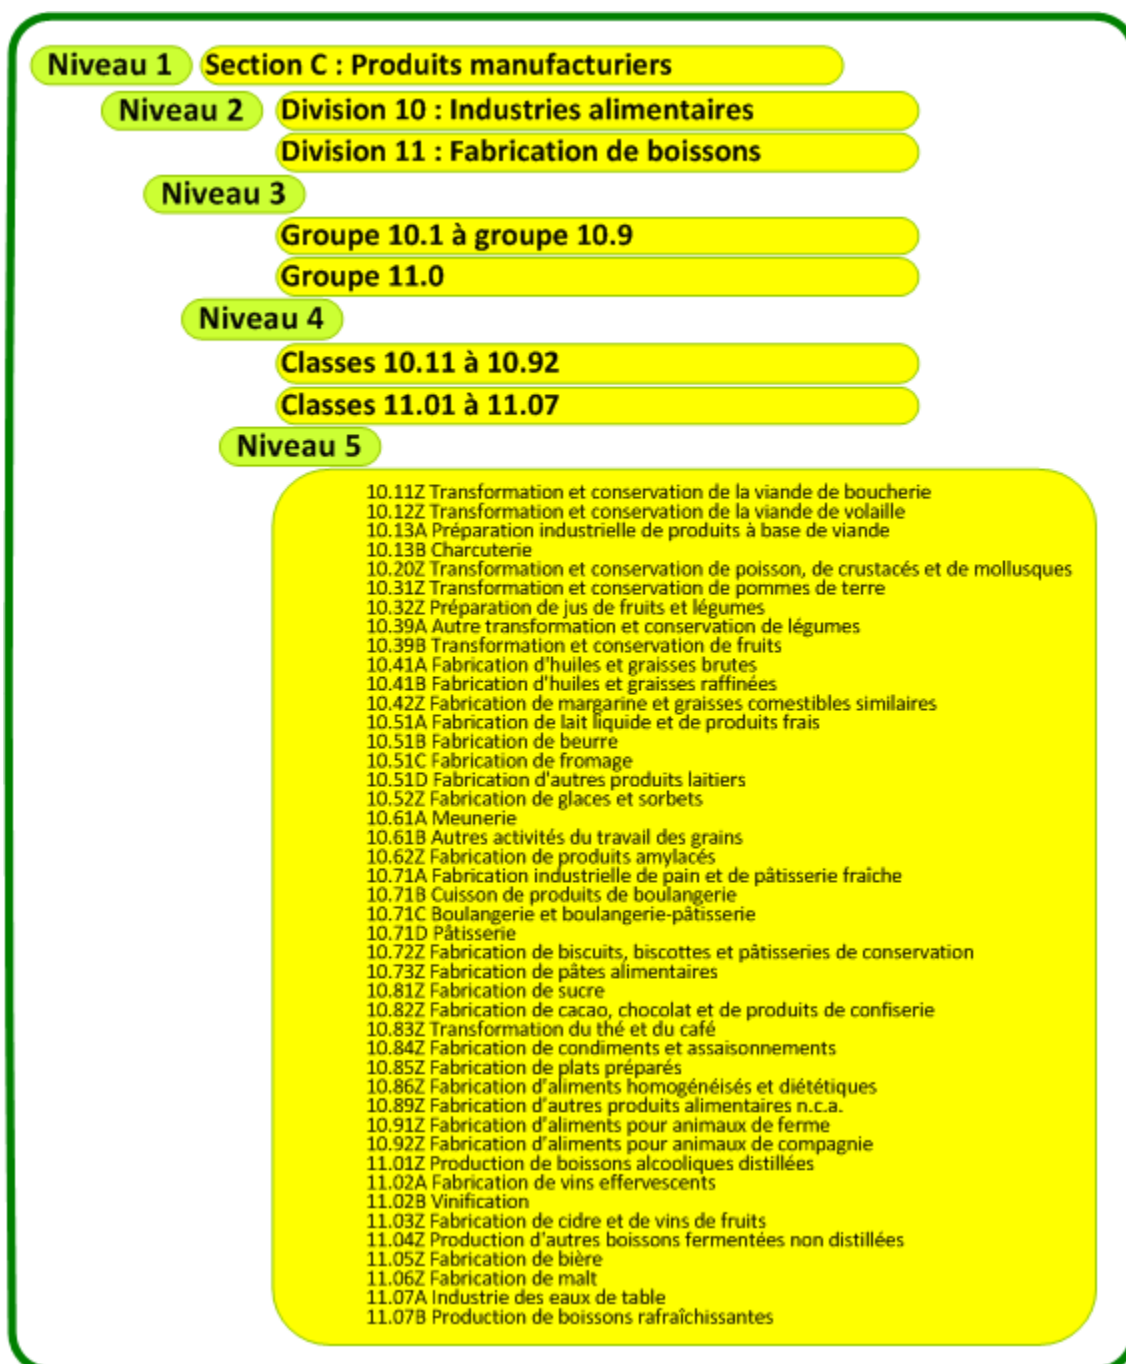 Niveau 1 Section C : Produits manufacturiers
Niveau 2 Division 10 : Industries alimentaires
Division 11 : Fabrication de boissons
Niveau 3
Groupe 10.1 à groupe 10.9
Groupe 11.0
Niveau 4
Classes 10.11 à 10.92
Classes 11.01 à 11.07
Niveau 5
10.11Z Transformation et conservation de la viande de boucherie
10.12Z Transformation et conservation de la viande de volaille
10.13A Préparation industrielle de produits à base de viande
10.13B Charcuterie
10.20Z Transformation et conservation de poisson, de crustacés et de mollusques
10.31Z Transformation et conservation de pommes de terre
10.32Z Préparation de jus de fruits et légumes
10.39A Autre transformation et conservation de légumes
10.39B Transformation et conservation de fruits
10.41A Fabrication d'huiles et graisses brutes
10.41B Fabrication d'huiles et graisses raffinées
10.42Z Fabrication de margarine et graisses comestibles similaires
10.51A Fabrication de lait liquide et de produits frais
10.51B Fabrication de beurre
10.51C Fabrication de fromage
10.51D Fabrication d'autres produits laitiers
10.52Z Fabrication de glaces et sorbets
10.61A Meunerie
10.61B Autres activités du travail des grains
10.62Z Fabrication de produits amylacés
10.71A Fabrication industrielle de pain et de pâtisserie fraîche
10.71B Cuisson de produits de boulangerie
10.71C Boulangerie et boulangerie-pâtisserie
10.71D Pâtisserie
10.72Z Fabrication de biscuits, biscottes et pâtisseries de conservation
10.73Z Fabrication de pâtes alimentaires
10.81Z Fabrication de sucre
10.82Z Fabrication de cacao, chocolat et de produits de confiserie
10.83Z Transformation du thé et du café
10.84Z Fabrication de condiments et assaisonnements
10.85Z Fabrication de plats préparés
10.86Z Fabrication d'aliments homogénéisés et diététiques
10.89Z Fabrication d'autres produits alimentaires n.c.a.
10.91Z Fabrication d'aliments pour animaux de ferme
10.92Z Fabrication d'aliments pour animaux de compagnie
11.01Z Production de boissons alcooliques distillées
11.02A Fabrication de vins effervescents
11.02B Vinification
11.03Z Fabrication de cidre et de vins de fruits
11.04Z Production d'autres boissons fermentées non distillées
11.05Z Fabrication de bière
11.06Z Fabrication de malt
11.07A Industrie des eaux de table
11.07B Production de boissons rafraîchissantes